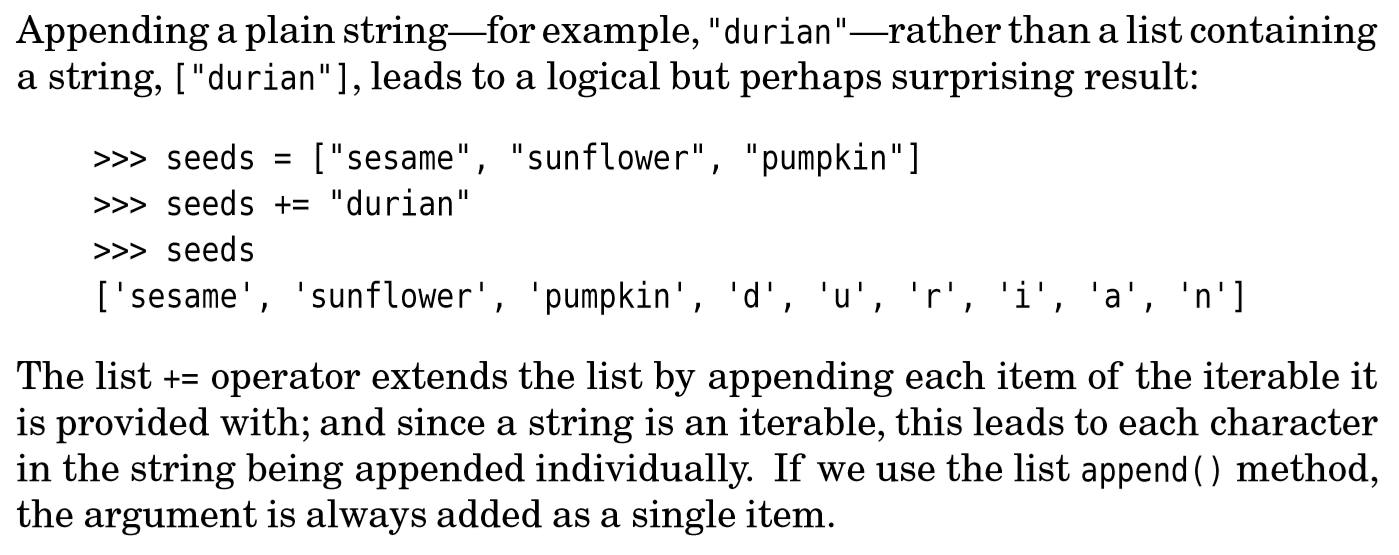 Appending a plain string—for example, "durian"—rather than a list containing
a string, ["durian"], leads to a logical but perhaps surprising result:
>>> seeds = ["sesame", "sunflower", "pumpkin"]
>>> seeds += "durian"
>>> seeds
['sesame', 'sunflower', 'pumpkin', 'd', 'u', 'r', 'i', 'a', 'n']
The list += operator extends the list by appending each item of the iterable it
is provided with; and since a string is an iterable, this leads to each character
in the string being appended individually. If we use the list append() method,
the argument is always added as a single item.